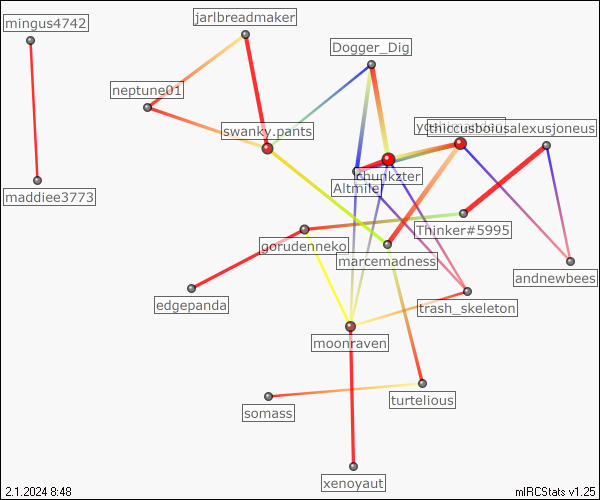 jarlbreadmaker
mingus4742
Dogger_Dig
neptune01
swanky.pants
thiccusboiusalexusjoneus
chunkzter
Altmile
maddiee3773
Thinker#5995
gorudenneko
marcemadness
andnewbees
edgepanda
trash_skeleton
moonraven
turtelious
somass
xenoyaut
2.1.2024 8:48
mIRCStats v1.25